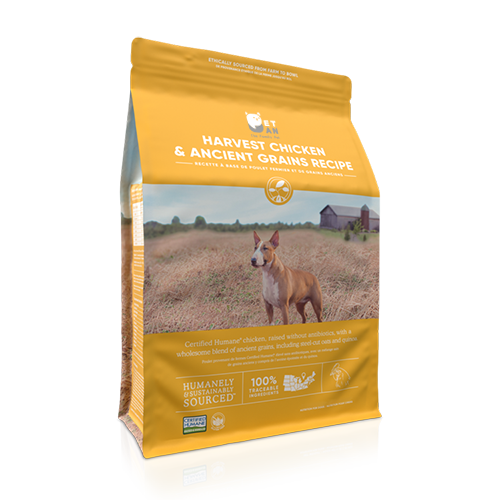 ETHICALLY SOURCED FROM FARM TO BOWL
HARVEST CHICKEN
& ANCIENT GRAINS RECIPE
RECETTE À BASE DE POULET FERMIER ET DE GRAINS ANCIENS
Certified Humane® chicken, raised without antibiotics, with a
wholesome blend of ancient grains, including steel-cut oats and quinoa.
HUMANELY
& SUSTAINABLY
SOURCED
100%
TRACEABLE
INGREDIENTS
CERTIFIED
HUMANE